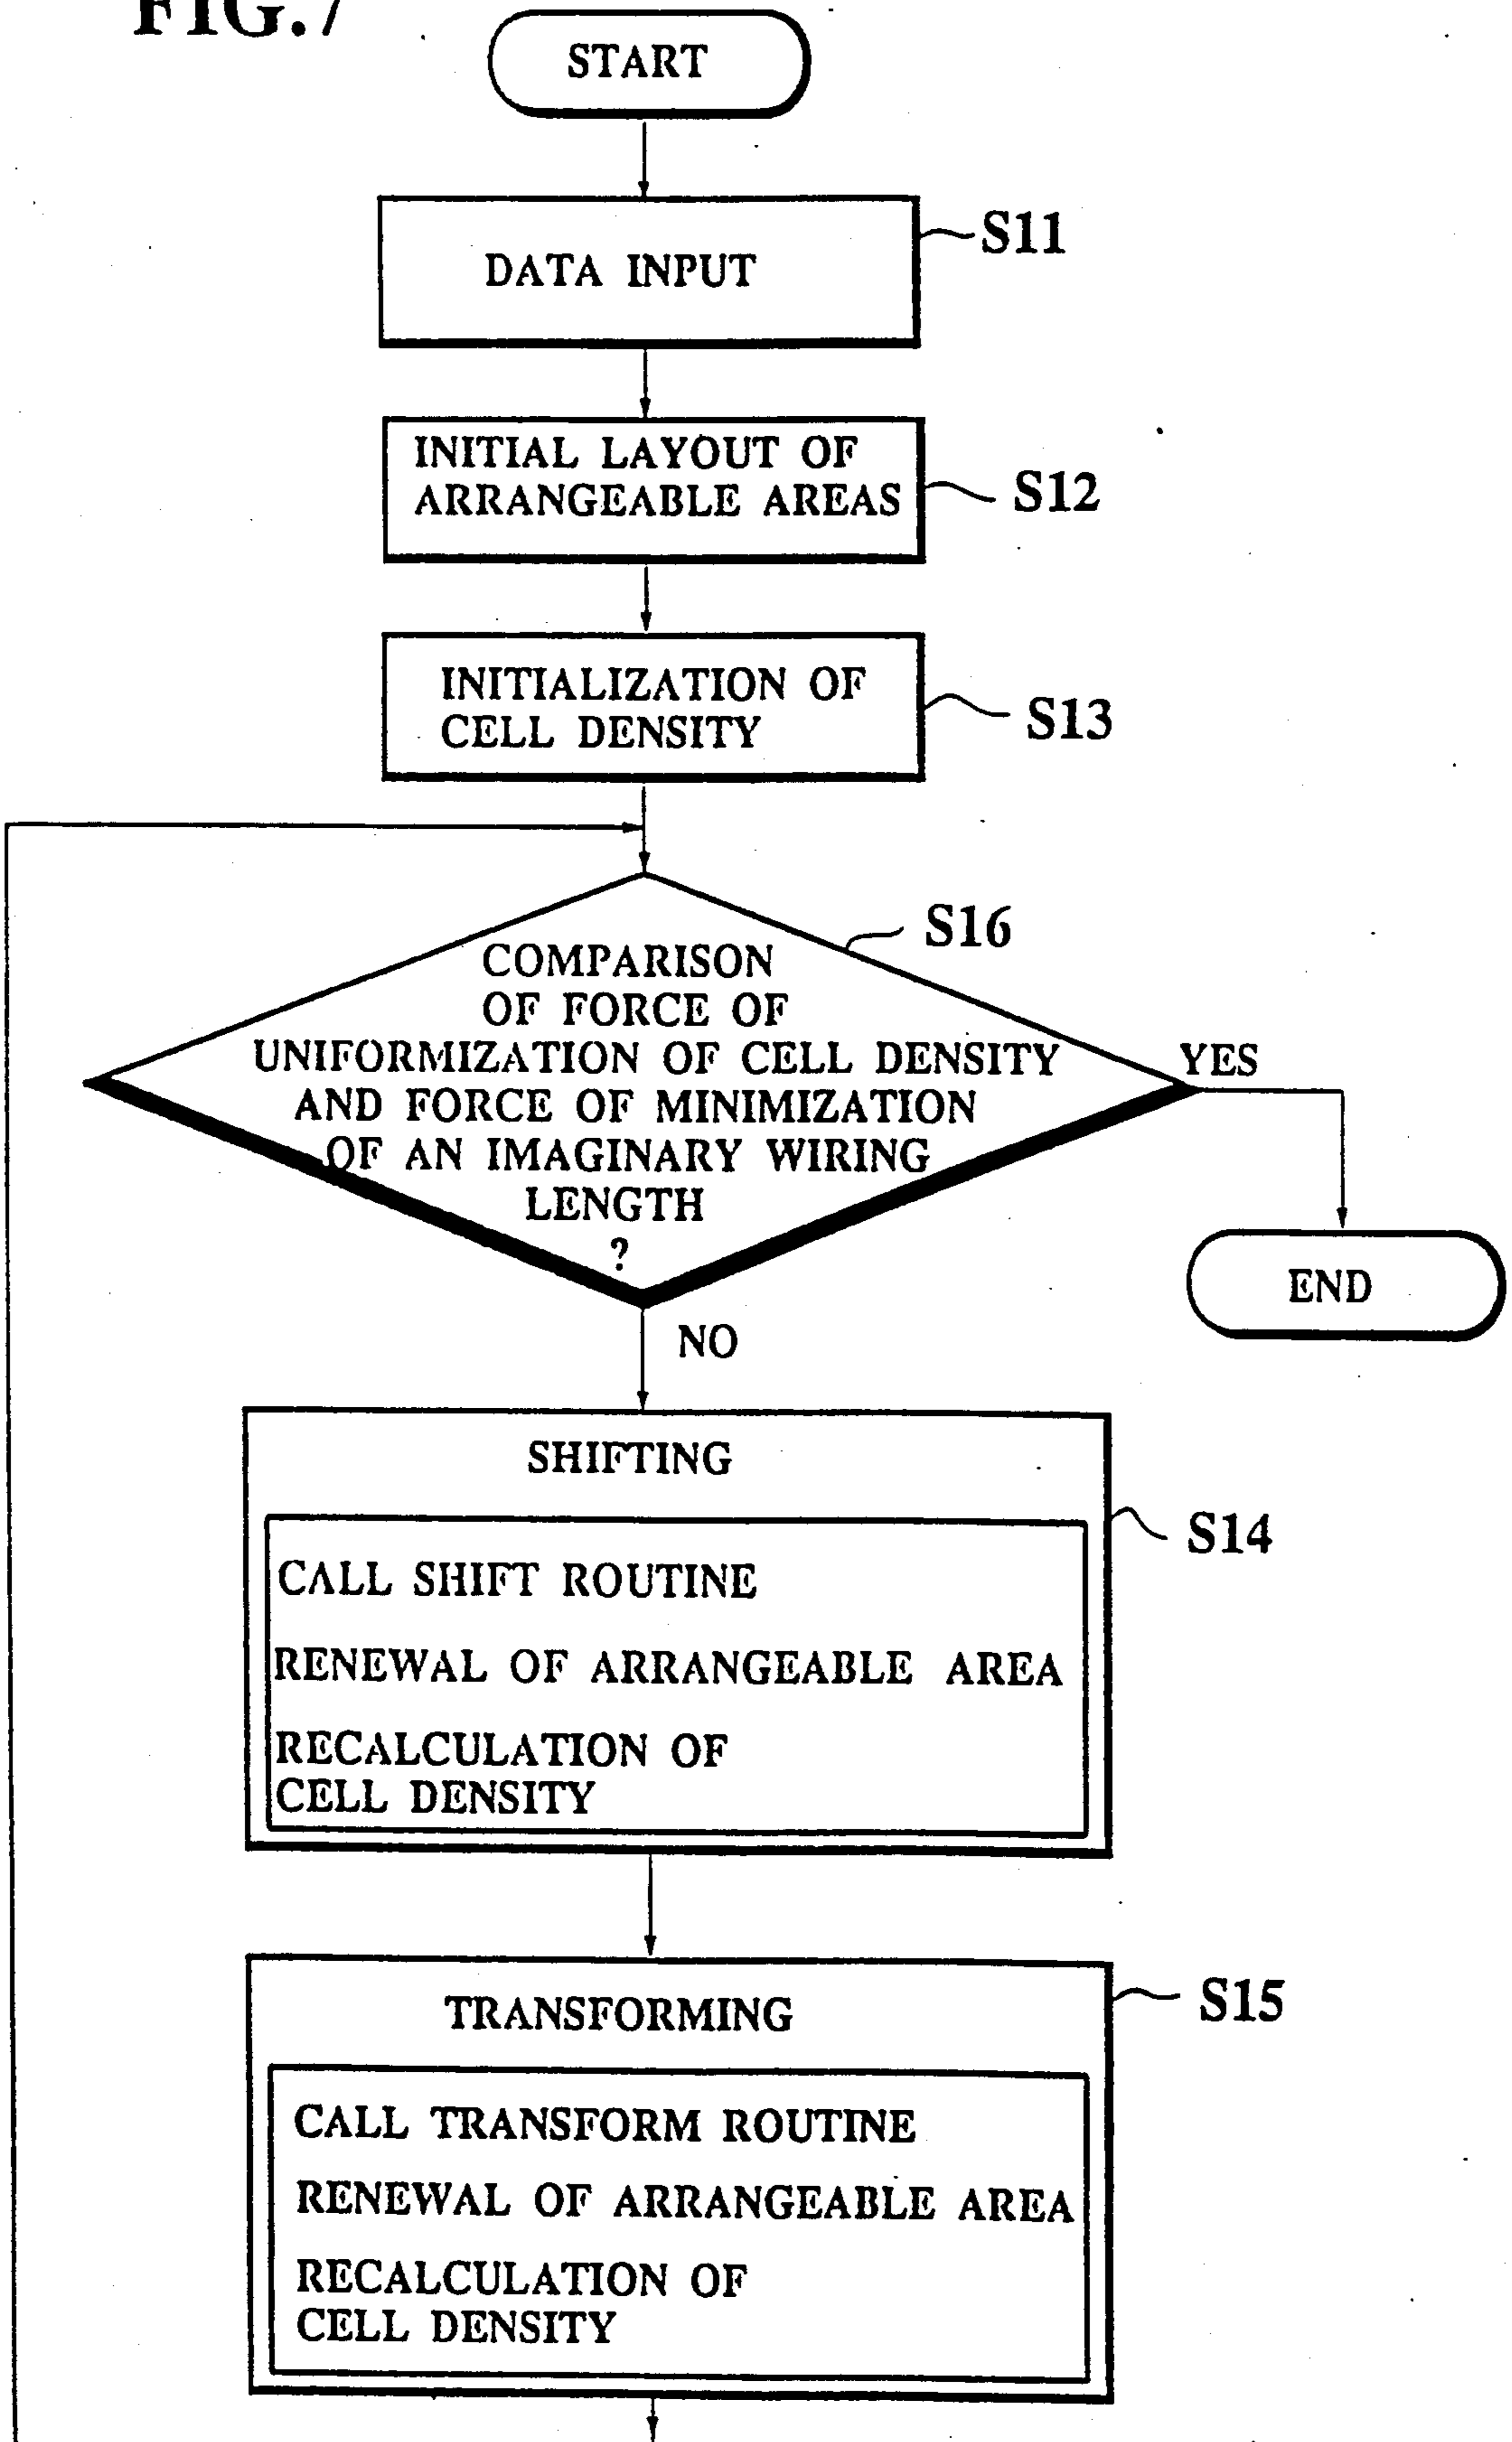 FIG.7
START
DATA INPUT
S11
INITIAL LAYOUT OF
ARRANGEABLE AREAS
S12
INITIALIZATION OF
CELL DENSITY
S13
S16
COMPARISON
OF FORCE OF
UNIFORMIZATION OF CELL DENSITY
AND FORCE OF MINIMIZATION
OF AN IMAGINARY WIRING
LENGTH
?
YES
END
NO
SHIFTING
S14
CALL SHIFT ROUTINE
RENEWAL OF ARRANGEABLE AREA
RECALCULATION OF
CELL DENSITY
TRANSFORMING
S15
CALL TRANSFORM ROUTINE
RENEWAL OF ARRANGEABLE AREA
RECALCULATION OF
CELL DENSITY